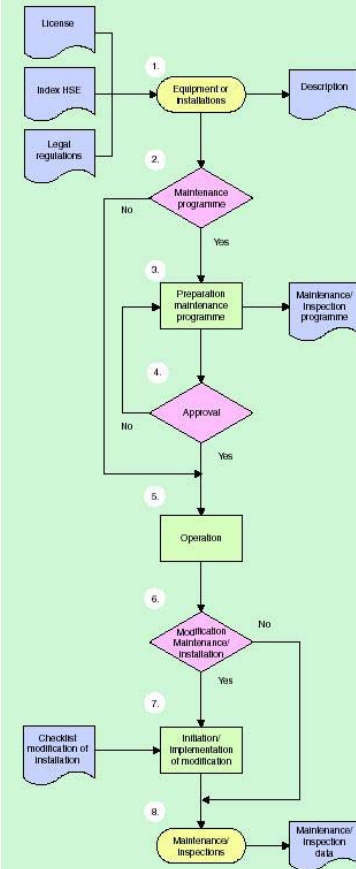 License
1.
Index HSE
Equipment or
installations
Description
Legal
regulations
2.
Maintenance
programme
No
Yes
3.
Preparation
maintenance
programme
Maintenance/
Inspection
programme
4.
Approval
No
Yes
5.
Operation
6.
Modification
Maintenance/
Installation
No
Yes
7.
Checklist
modification of
installation
Initiation/
Implementation
of modification
8.
Maintenance/
Inspections
Maintenance/
Inspection
data